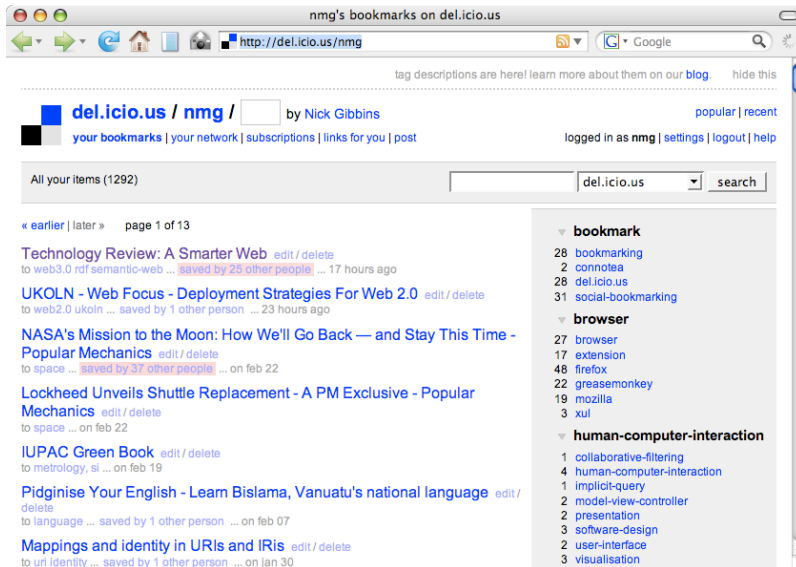 nmg's bookmarks on del.icio.us
http://del.icio.us/nmg
Google
tag descriptions are here! learn more about them on our blog. hide this
del.icio.us / nmg / by Nick Gibbins
popular | recent
your bookmarks | your network | subscriptions | links for you | post
logged in as nmg | settings | logout | help
All your items (1292)
del.icio.us
search
« earlier | later » page 1 of 13
Technology Review: A Smarter Web edit / delete
to web3.0 rdf semantic-web ... saved by 25 other people ... 17 hours ago
UKOLN - Web Focus - Deployment Strategies For Web 2.0 edit / delete
to web2.0 ukoln ... saved by 1 other person ... 23 hours ago
NASA's Mission to the Moon: How We'll Go Back — and Stay This Time -
Popular Mechanics edit / delete
to space ... saved by 37 other people ... on feb 22
Lockheed Unveils Shuttle Replacement - A PM Exclusive - Popular
Mechanics edit / delete
to space ... on feb 22
IUPAC Green Book edit / delete
to metrology, si ... on feb 19
Pidginise Your English - Learn Bislama, Vanuatu's national language edit /
delete
to language ... saved by 1 other person ... on feb 07
Mappings and identity in URIs and IRis edit / delete
to uri identity ... saved by 1 other person ... on jan 30
bookmark
28 bookmarking
2 connotea
28 del.icio.us
31 social-bookmarking
browser
27 browser
17 extension
48 firefox
22 greasemonkey
19 mozilla
3 xul
human-computer-interaction
1 collaborative-filtering
4 human-computer-interaction
1 implicit-query
2 model-view-controller
2 presentation
3 software-design
2 user-interface
3 visualisation